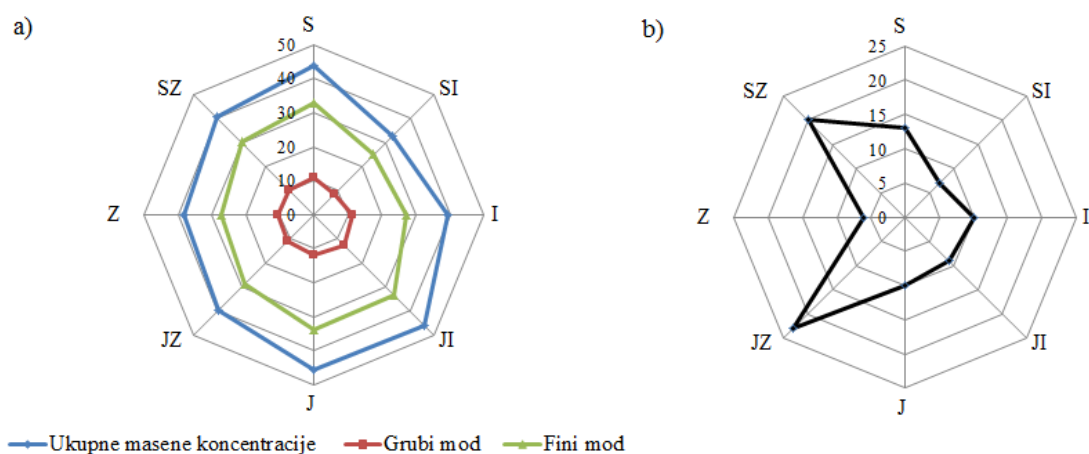 a)
S
50
40
30
20
10
0
SI
I
JI
J
JZ
Z
SZ
b)
S
25
20
15
10
5
0
SI
I
JI
J
JZ
Z
SZ
Ukupne masene koncentracije Grubi mod Fini mod